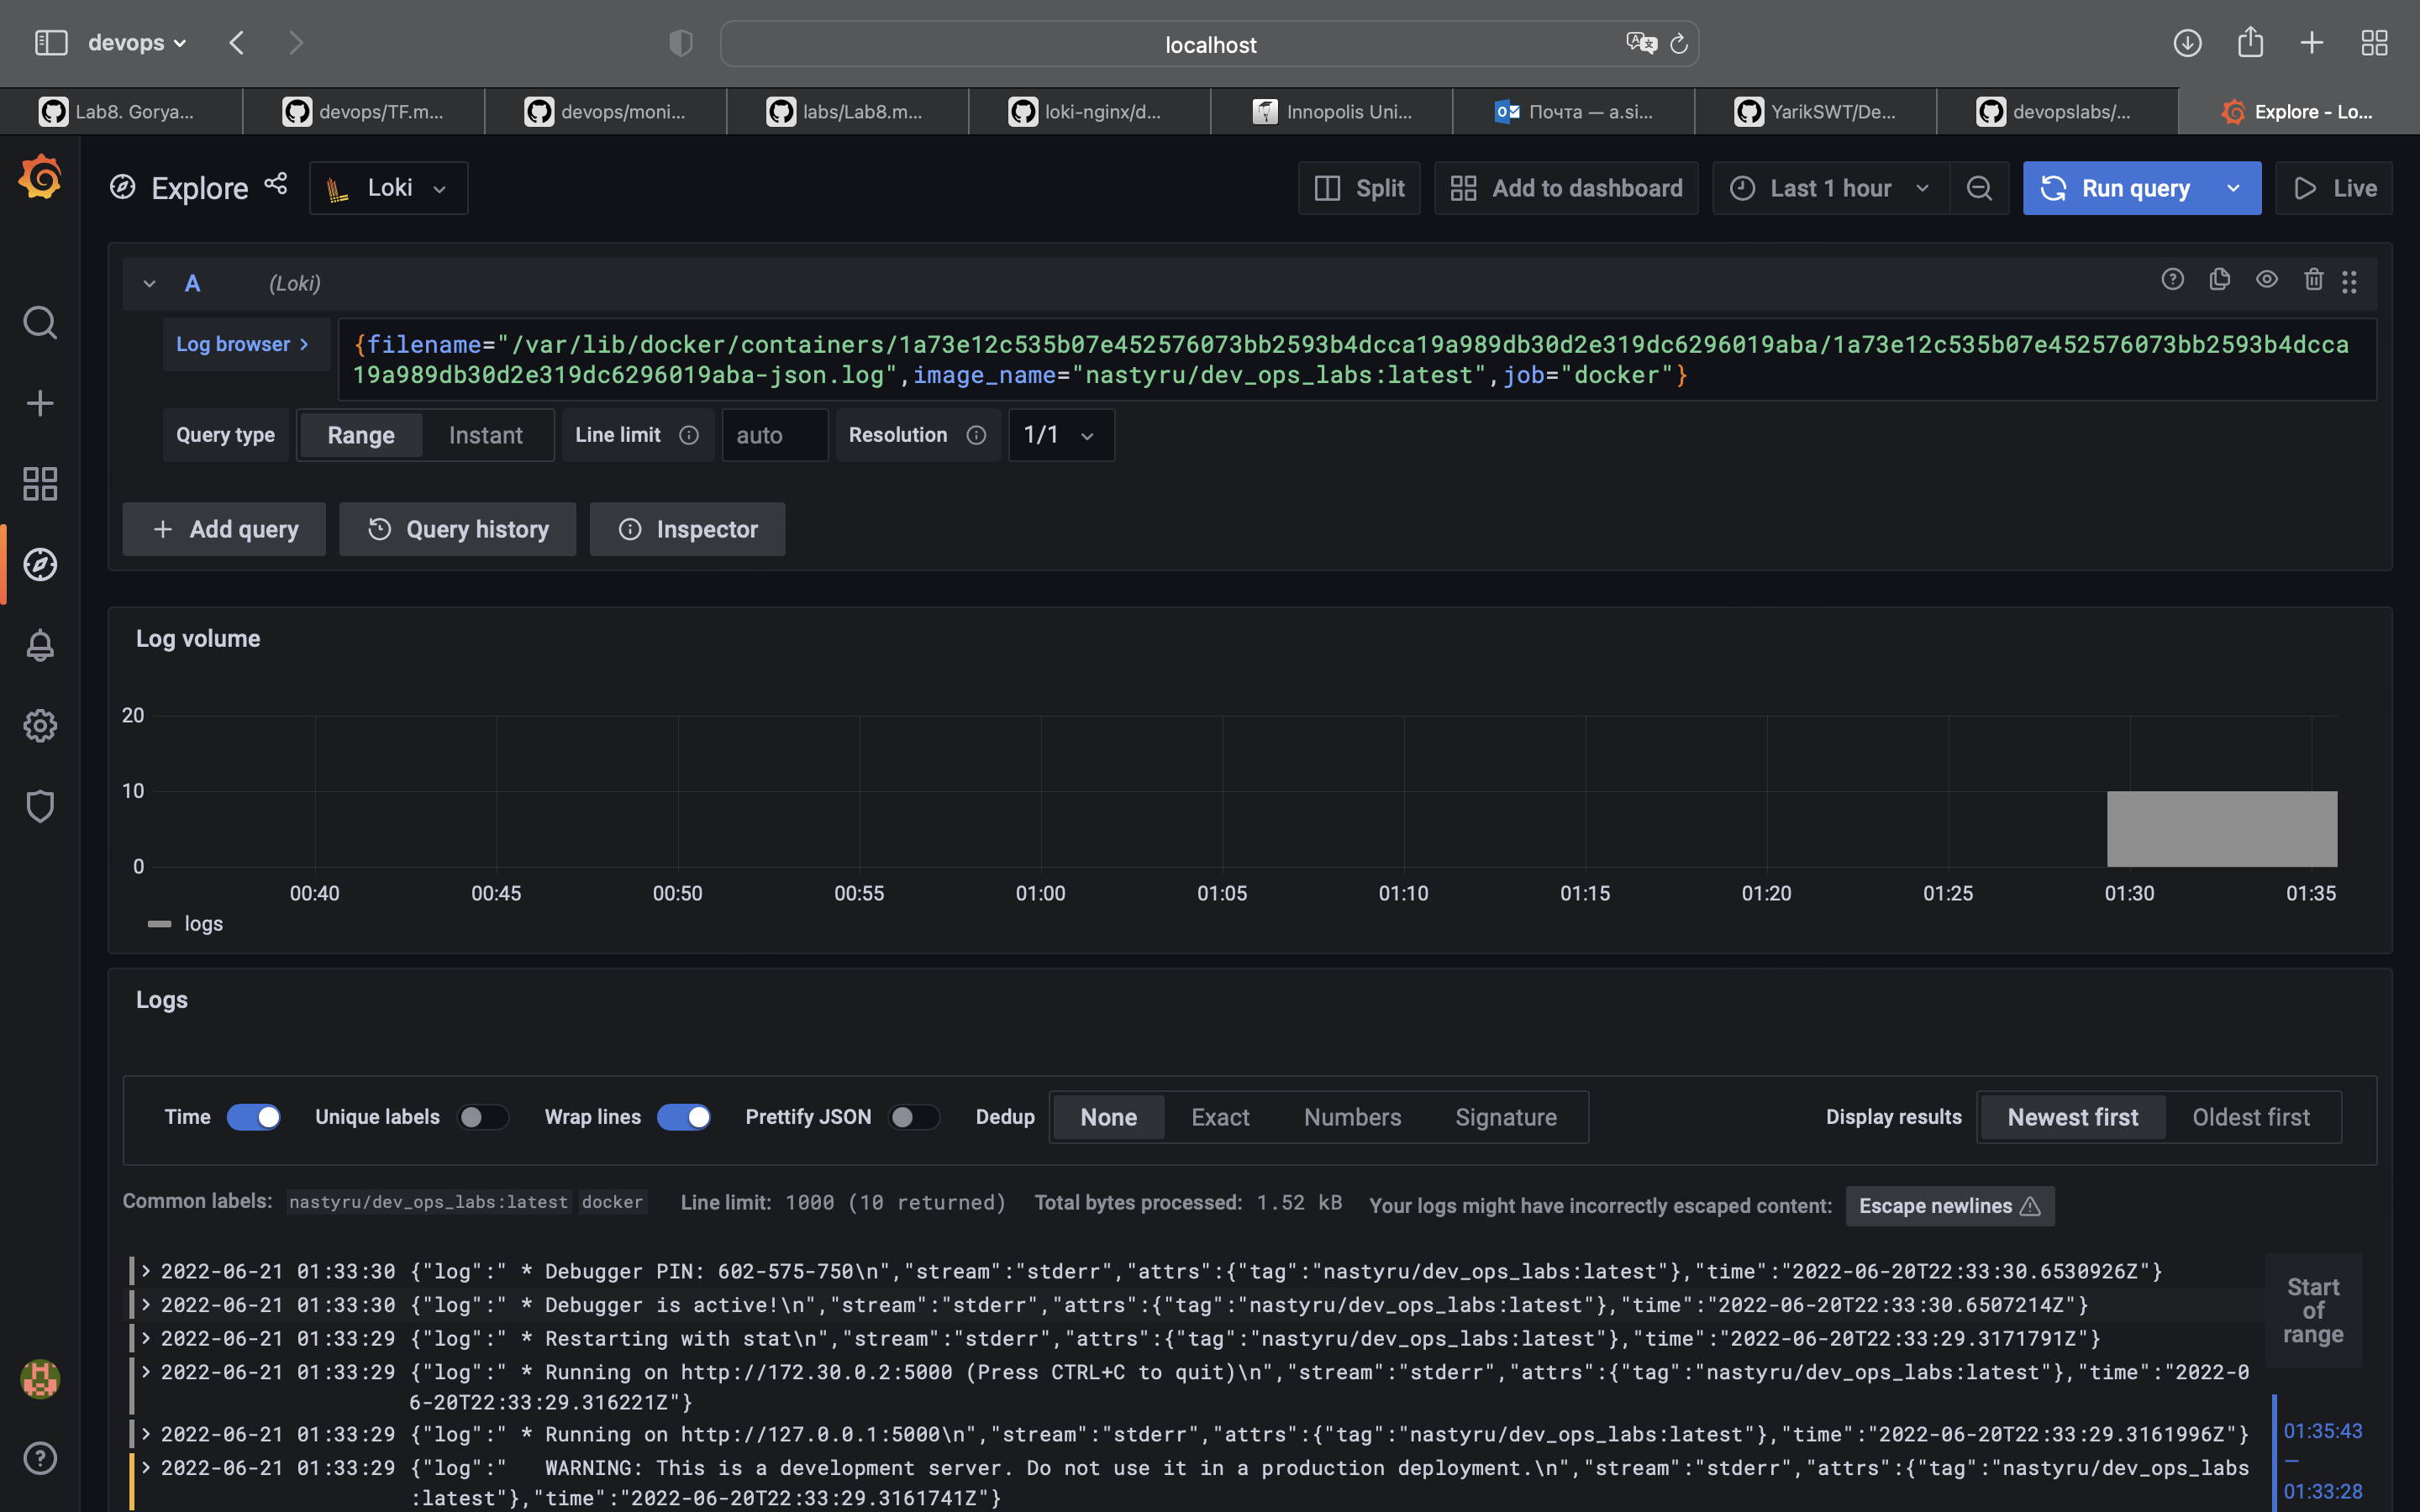 devops
localhost
Lab8. Gorya...
devops/TF.m...
devops/moni...
labs/Lab8.m...
loki-nginx/d...
Innopolis Uni...
Почта — a.si...
YarikSWT/De...
devopslabs/...
Explore - Lo...
Explore
Loki
Split
Add to dashboard
Last 1 hour
Run query
Live
A
(Loki)
Log browser
{filename="/var/lib/docker/containers/1a73e12c535b07e452576073bb2593b4dcca19a989db30d2e319dc6296019aba/1a73e12c535b07e452576073bb2593b4dcca
19a989db30d2e319dc6296019aba-json.log",image_name="nastyru/dev_ops_labs:latest",job="docker"}
Query type
Range
Instant
Line limit
auto
Resolution
1/1
+ Add query
Query history
Inspector
Log volume
20
10
0
00:40
00:45
00:50
00:55
01:00
01:05
01:10
01:15
01:20
01:25
01:30
01:35
logs
Logs
Time
Unique labels
Wrap lines
Prettify JSON
Dedup
None
Exact
Numbers
Signature
Display results
Newest first
Oldest first
Common labels: nastyru/dev_ops_labs:latest docker
Line limit: 1000 (10 returned)
Total bytes processed: 1.52 kB
Your logs might have incorrectly escaped content:
Escape newlines
> 2022-06-21 01:33:30 {"log":" * Debugger PIN: 602-575-750\n","stream":"stderr","attrs":{"tag":"nastyru/dev_ops_labs:latest"},"time":"2022-06-20T22:33:30.6530926Z"}
> 2022-06-21 01:33:30 {"log":" * Debugger is active!\n","stream":"stderr","attrs":{"tag":"nastyru/dev_ops_labs:latest"},"time":"2022-06-20T22:33:30.6507214Z"}
> 2022-06-21 01:33:29 {"log":" * Restarting with stat\n","stream":"stderr","attrs":{"tag":"nastyru/dev_ops_labs:latest"},"time":"2022-06-20T22:33:29.3171791Z"}
> 2022-06-21 01:33:29 {"log":" * Running on http://172.30.0.2:5000 (Press CTRL+C to quit)\n","stream":"stderr","attrs":{"tag":"nastyru/dev_ops_labs:latest"},"time":"2022-0
6-20T22:33:29.316221Z"}
> 2022-06-21 01:33:29 {"log":" * Running on http://127.0.0.1:5000\n","stream":"stderr","attrs":{"tag":"nastyru/dev_ops_labs:latest"},"time":"2022-06-20T22:33:29.3161996Z"}
> 2022-06-21 01:33:29 {"log":"   WARNING: This is a development server. Do not use it in a production deployment.\n","stream":"stderr","attrs":{"tag":"nastyru/dev_ops_labs
:latest"},"time":"2022-06-20T22:33:29.3161741Z"}
Start
of
range
01:35:43
—
01:33:28